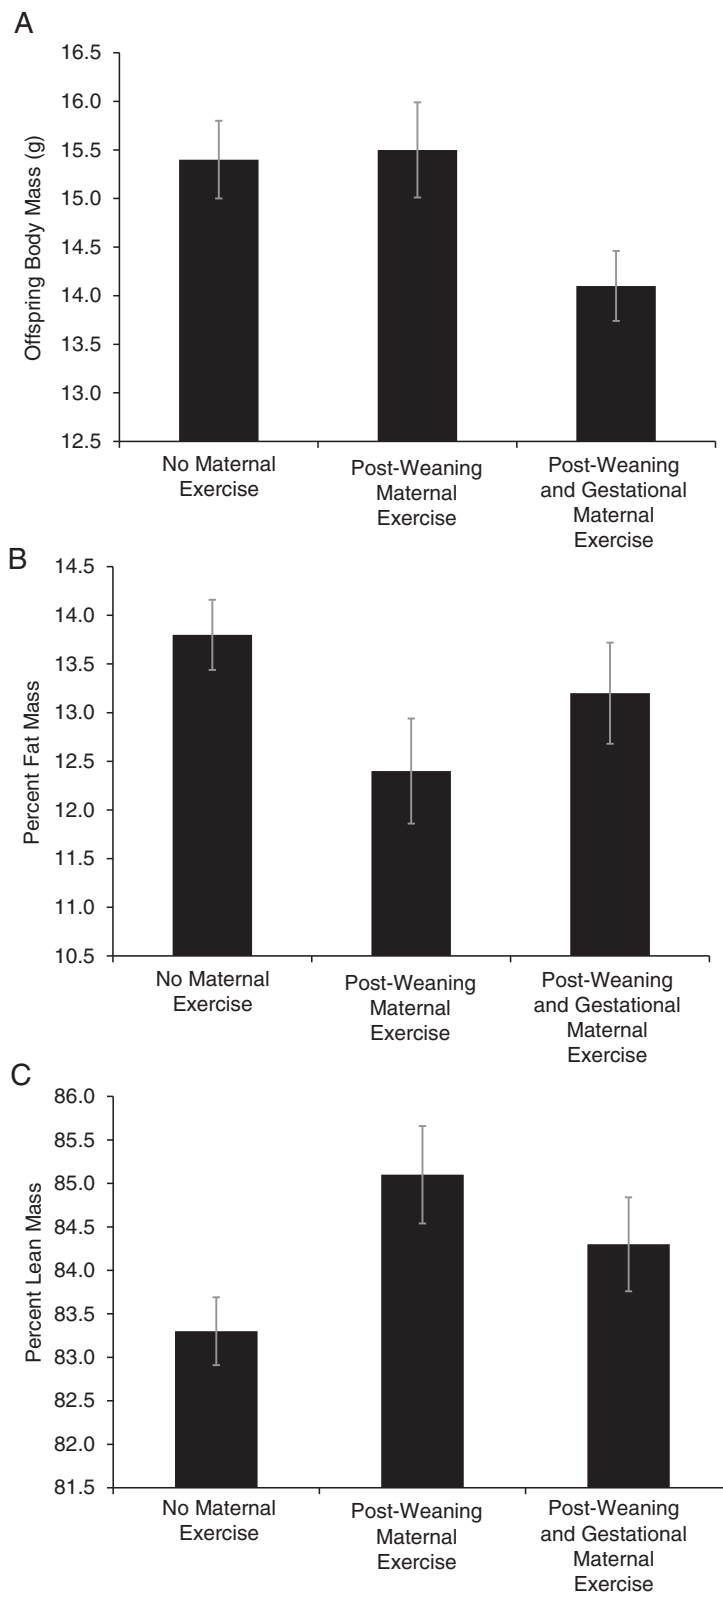 A
Offspring Body Mass (g)
16.5
16.0
15.5
15.0
14.5
14.0
13.5
13.0
12.5
No Maternal
Exercise
Post-Weaning
Maternal
Exercise
Post-Weaning
and Gestational
Maternal
Exercise
B
Percent Fat Mass
14.5
14.0
13.5
13.0
12.5
12.0
11.5
11.0
10.5
No Maternal
Exercise
Post-Weaning
Maternal
Exercise
Post-Weaning
and Gestational
Maternal
Exercise
C
Percent Lean Mass
86.0
85.5
85.0
84.5
84.0
83.5
83.0
82.5
82.0
81.5
No Maternal
Exercise
Post-Weaning
Maternal
Exercise
Post-Weaning
and Gestational
Maternal
Exercise